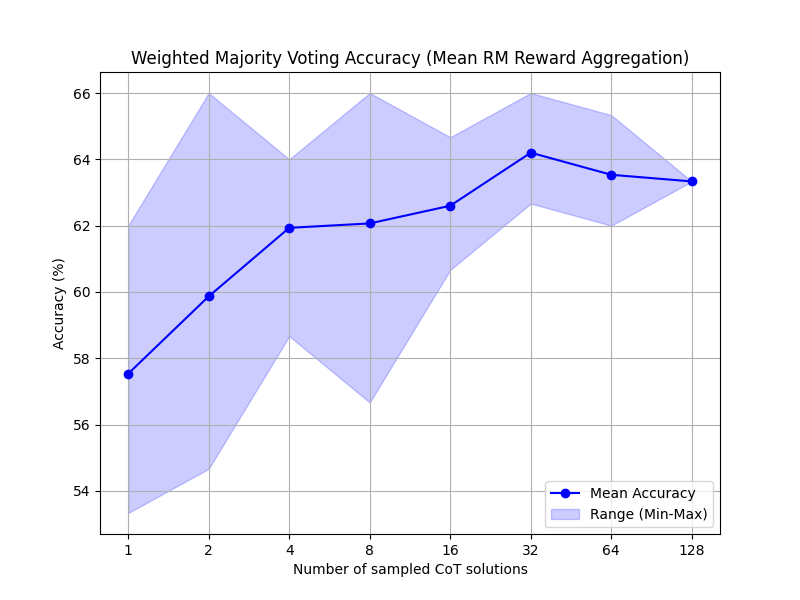 Weighted Majority Voting Accuracy (Mean RM Reward Aggregation)
Accuracy (%)
66
64
62
60
58
56
54
1 2 4 8 16 32 64 128
Number of sampled CoT solutions
Mean Accuracy
Range (Min-Max)